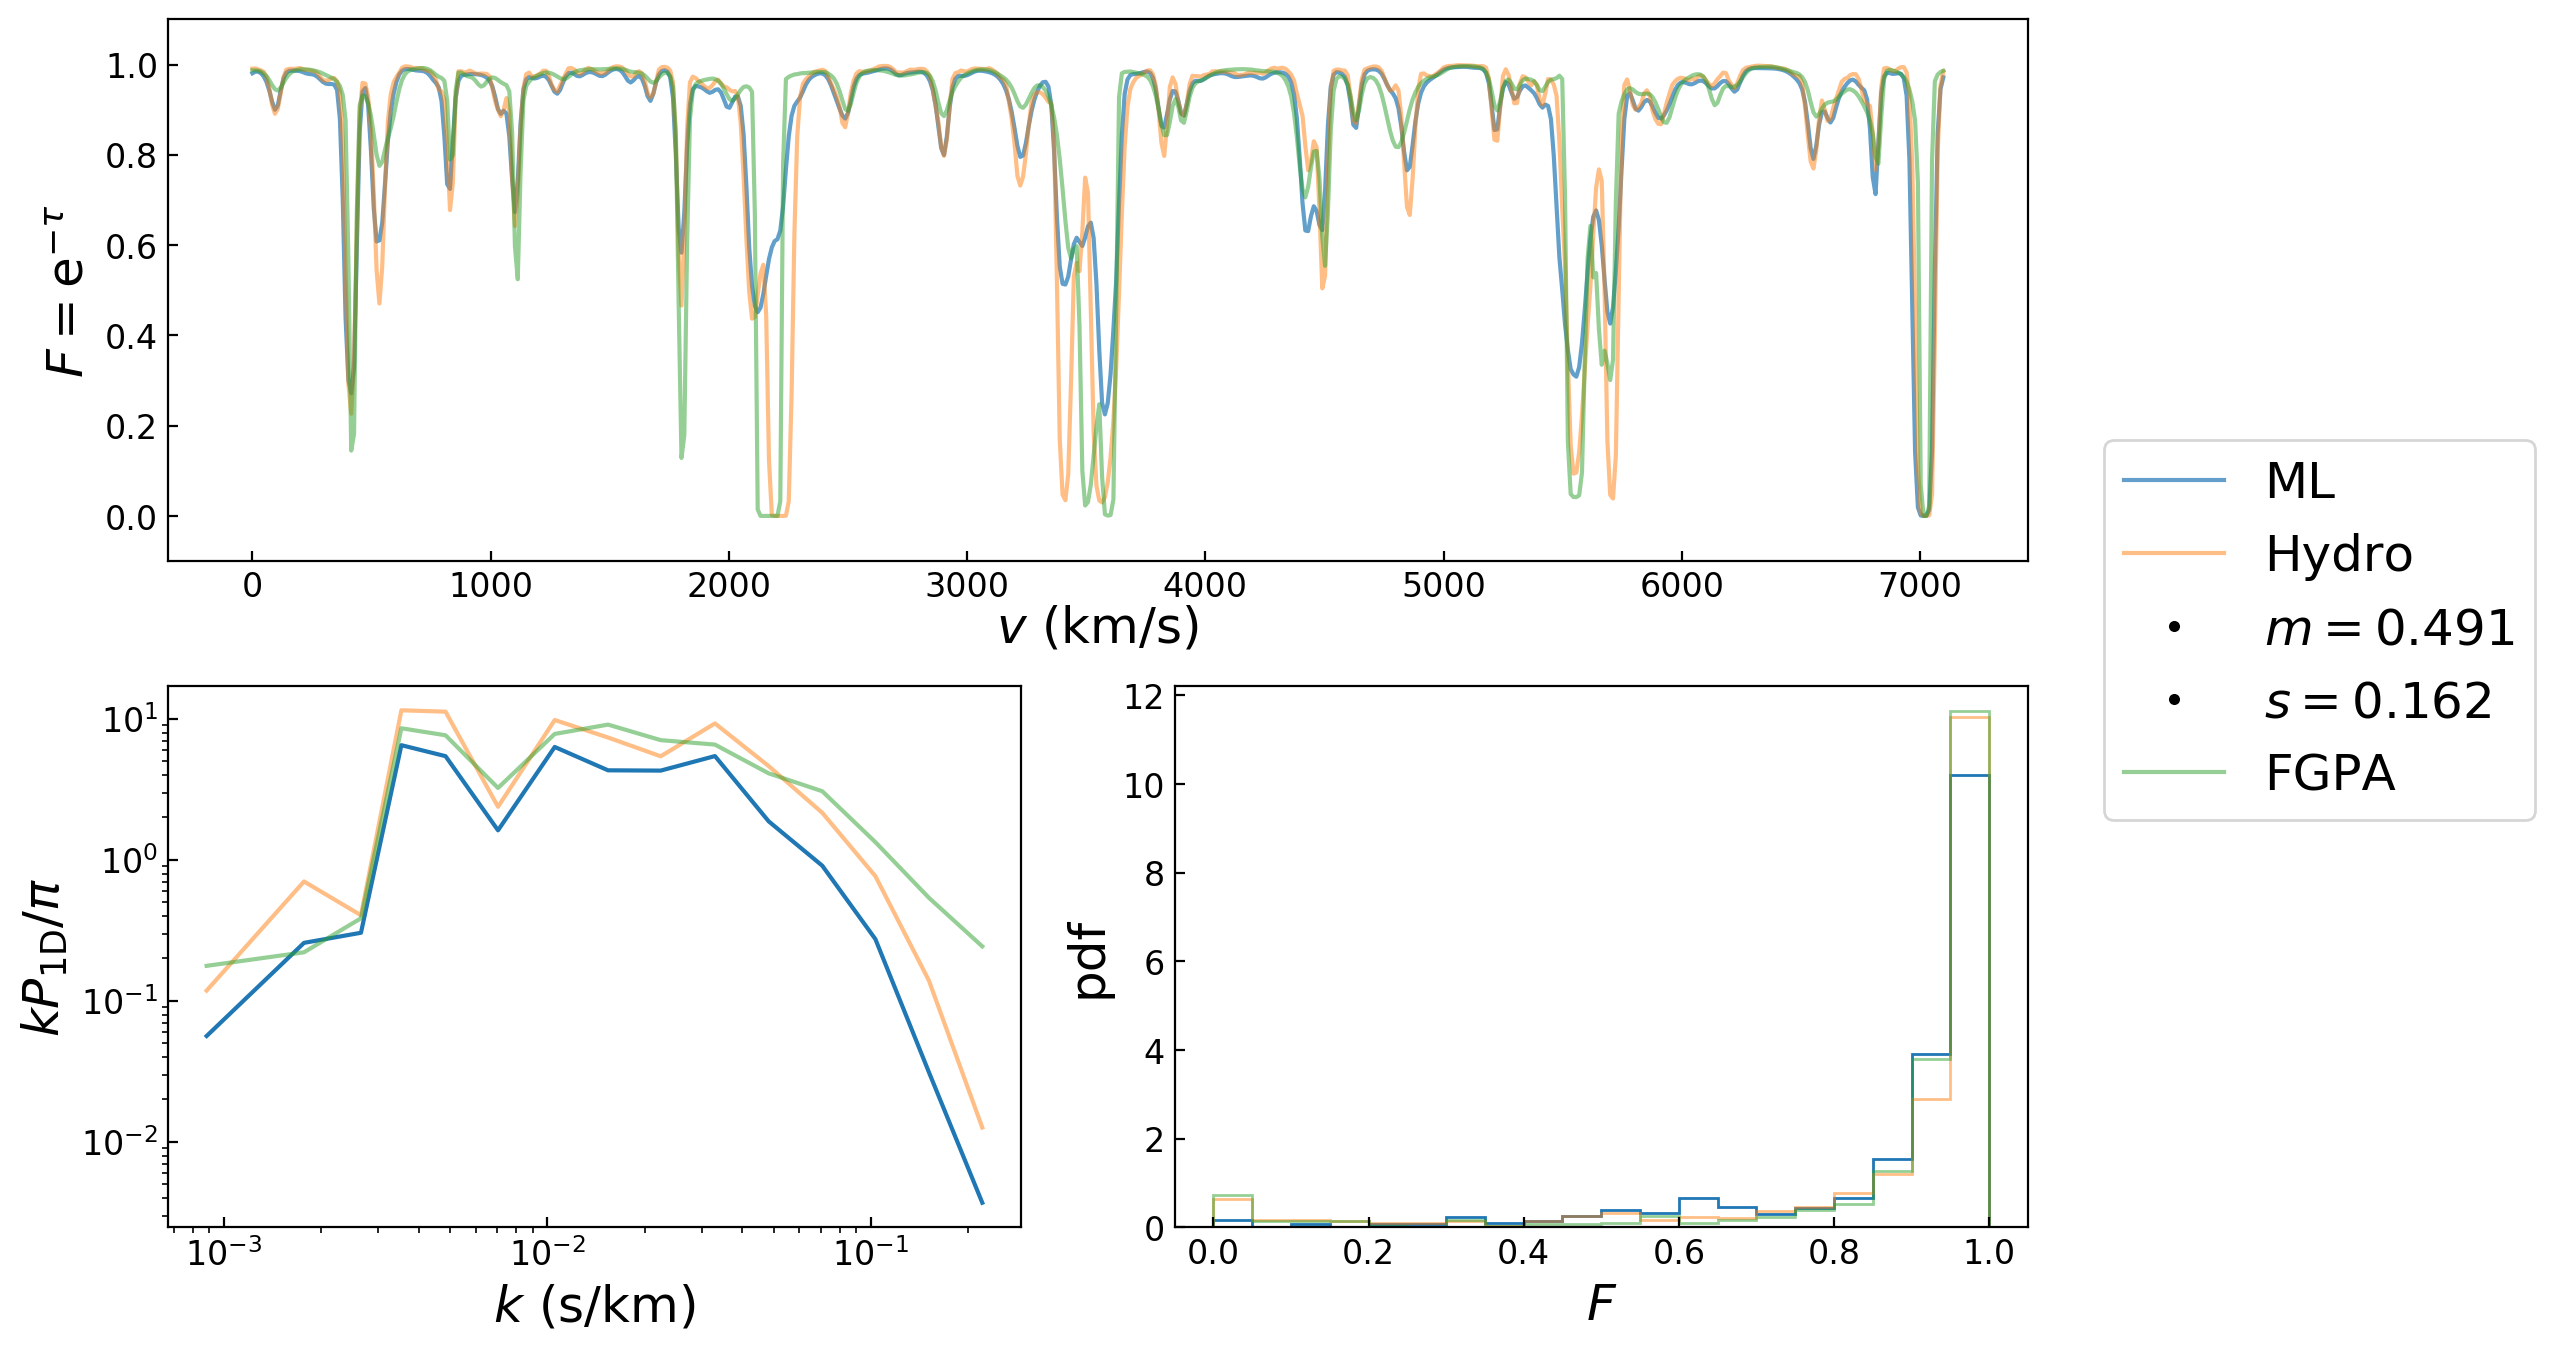 1.0
0.8
0.6
0.4
0.2
0.0
F = e^{−τ}
0 1000 2000 3000 4000 5000 6000 7000
v (km/s)
ML
Hydro
m = 0.491
s = 0.162
FGPA
10^1
10^0
10^{−1}
10^{−2}
kP_{1D}/π
10^{−3} 10^{−2} 10^{−1}
k (s/km)
12
10
8
6
4
2
0
pdf
0.0 0.2 0.4 0.6 0.8 1.0
F